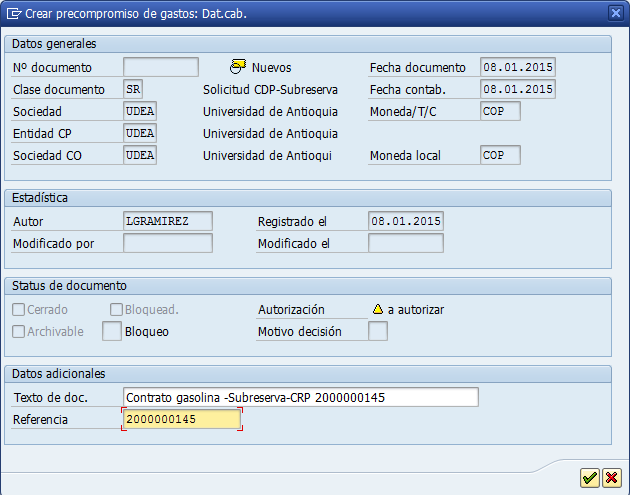 Crear precompromiso de gastos: Dat.cab.
Datos generales
Nº documento Nuevos Fecha documento 08.01.2015
Clase documento SR Solicitud CDP-Subreserva Fecha contab. 08.01.2015
Sociedad UDEA Universidad de Antioquia Moneda/T/C COP
Entidad CP UDEA Universidad de Antioquia
Sociedad CO UDEA Universidad de Antioqui Moneda local COP
Estadística
Autor LGRAMIREZ Registrado el 08.01.2015
Modificado por Modificado el
Status de documento
Cerrado Bloquead. Autorización a autorizar
Archivable Bloqueo Motivo decisión
Datos adicionales
Texto de doc. Contrato gasolina -Subreserva-CRP 2000000145
Referencia 2000000145